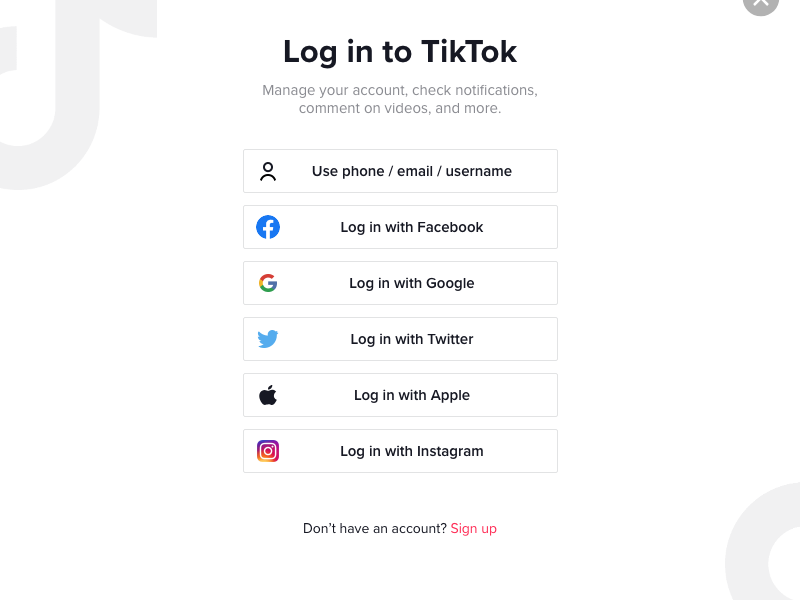 Log in to TikTok
Manage your account, check notifications,
comment on videos, and more.
Use phone / email / username
Log in with Facebook
Log in with Google
Log in with Twitter
Log in with Apple
Log in with Instagram
Don’t have an account? Sign up